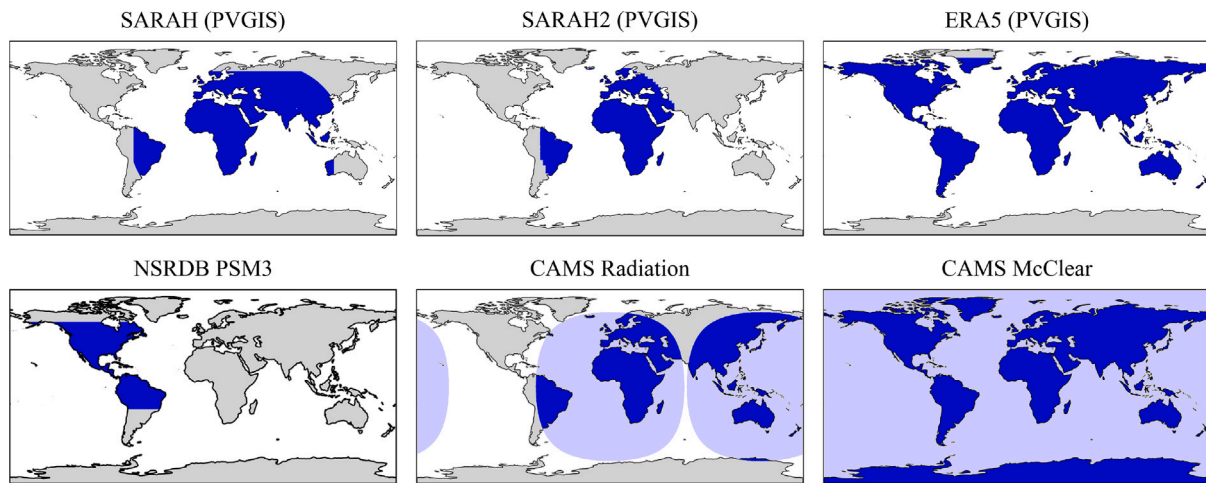 SARAH (PVGIS)
SARAH2 (PVGIS)
ERA5 (PVGIS)
NSRDB PSM3
CAMS Radiation
CAMS McClear